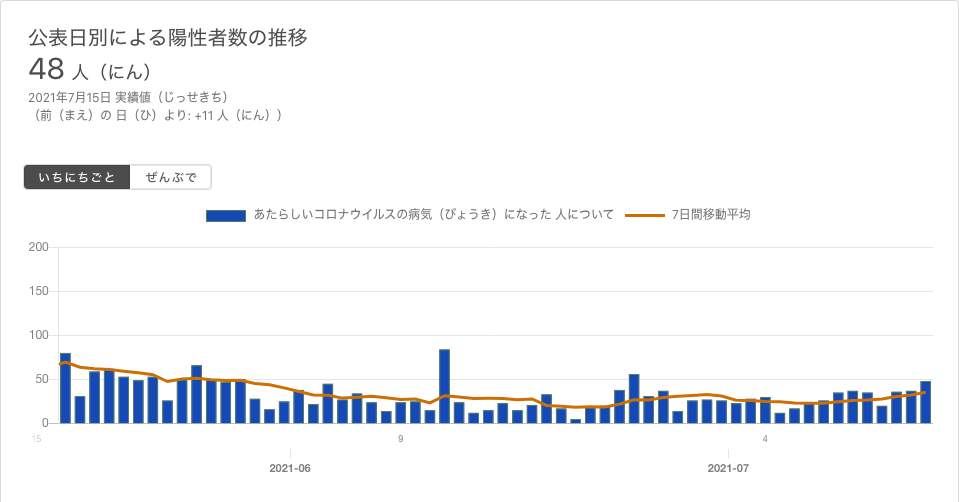 公表日別による陽性者数の推移
48 人（にん）
2021年7月15日 実績値（じっせきち）
（前（まえ）の 日（ひ）より: +11 人（にん））
いちにちごと ぜんぶで
あたらしいコロナウイルスの病気（びょうき）になった 人について 7日間移動平均
200
150
100
50
0
15 9 4
2021-06 2021-07